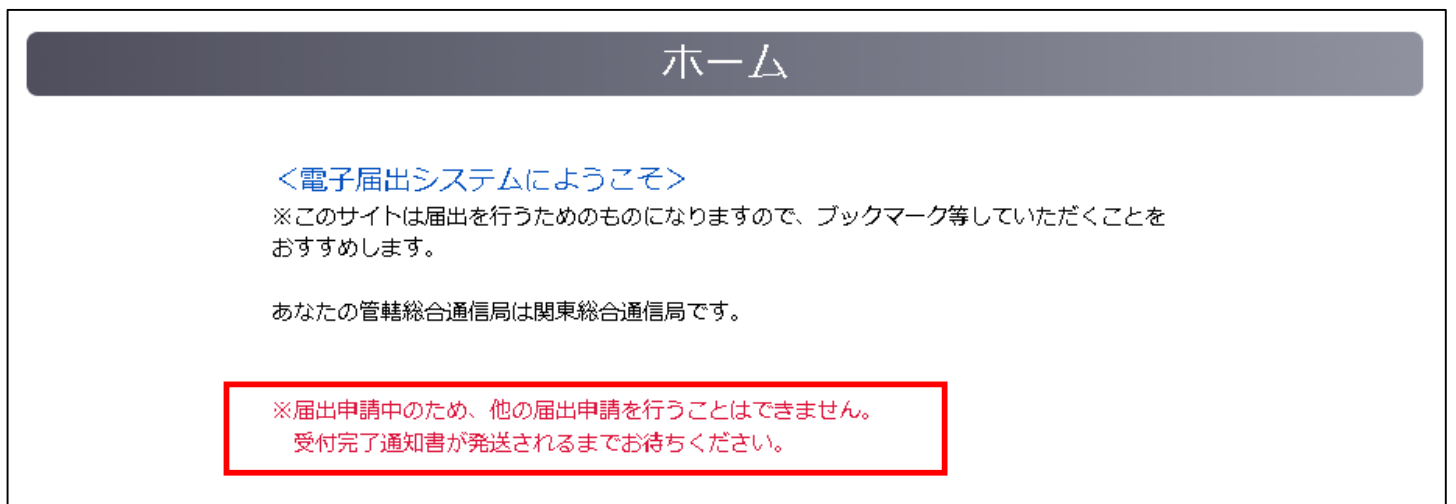 ホーム
＜電子届出システムにようこそ＞
※このサイトは届出を行うためのものになりますので、ブックマーク等していただくことを
おすすめします。
あなたの管轄総合通信局は関東総合通信局です。
※届出申請中のため、他の届出申請を行うことはできません。
受付完了通知書が発送されるまでお待ちください。